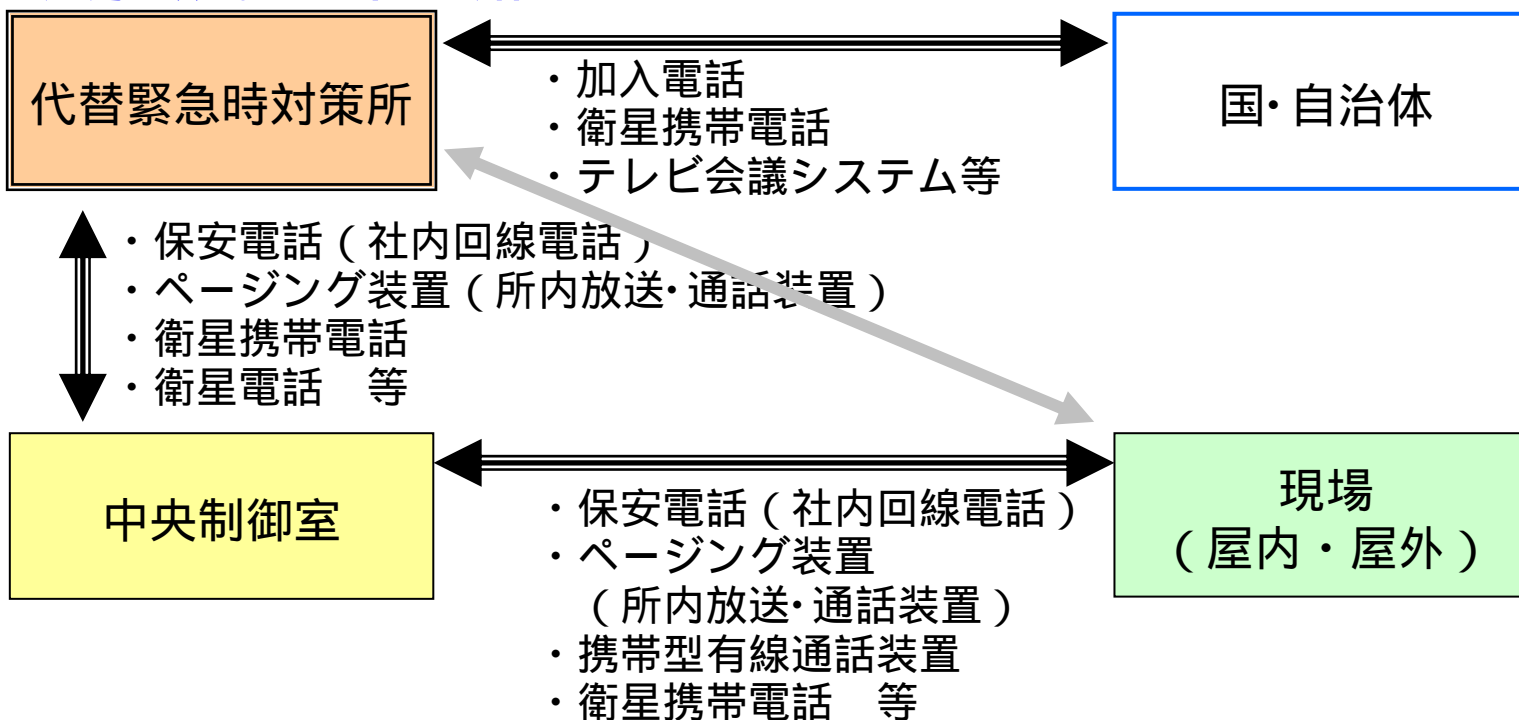 代替緊急時対策所
・加入電話
・衛星携帯電話
・テレビ会議システム等
国・自治体
・保安電話（社内回線電話）
・ページング装置（所内放送・通話装置）
・衛星携帯電話
・衛星電話　等
中央制御室
・保安電話（社内回線電話）
・ページング装置
（所内放送・通話装置）
・携帯型有線通話装置
・衛星携帯電話　等
現場
（屋内・屋外）